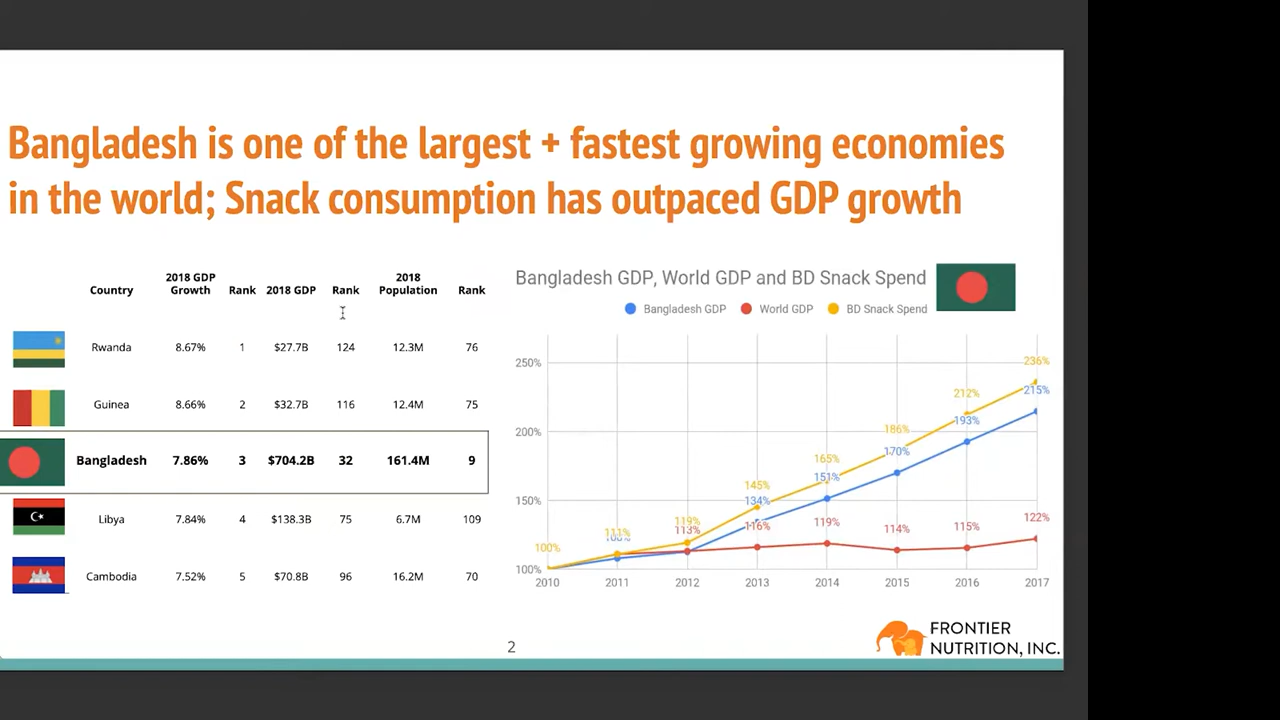 Bangladesh is one of the largest + fastest growing economies
in the world; Snack consumption has outpaced GDP growth
Country 2018 GDP Growth Rank 2018 GDP Rank 2018 Population Rank
Rwanda 8.67% 1 $27.7B 124 12.3M 76
Guinea 8.66% 2 $32.7B 116 12.4M 75
Bangladesh 7.86% 3 $704.2B 32 161.4M 9
Libya 7.84% 4 $138.3B 75 6.7M 109
Cambodia 7.52% 5 $70.8B 96 16.2M 70
Bangladesh GDP, World GDP and BD Snack Spend
Bangladesh GDP World GDP BD Snack Spend
250%
200%
150%
100%
100% 111% 119% 145% 165% 186% 212% 236%
134% 151% 170% 193% 215%
113% 116% 119% 114% 115% 122%
2010 2011 2012 2013 2014 2015 2016 2017
2
FRONTIER
NUTRITION, INC.